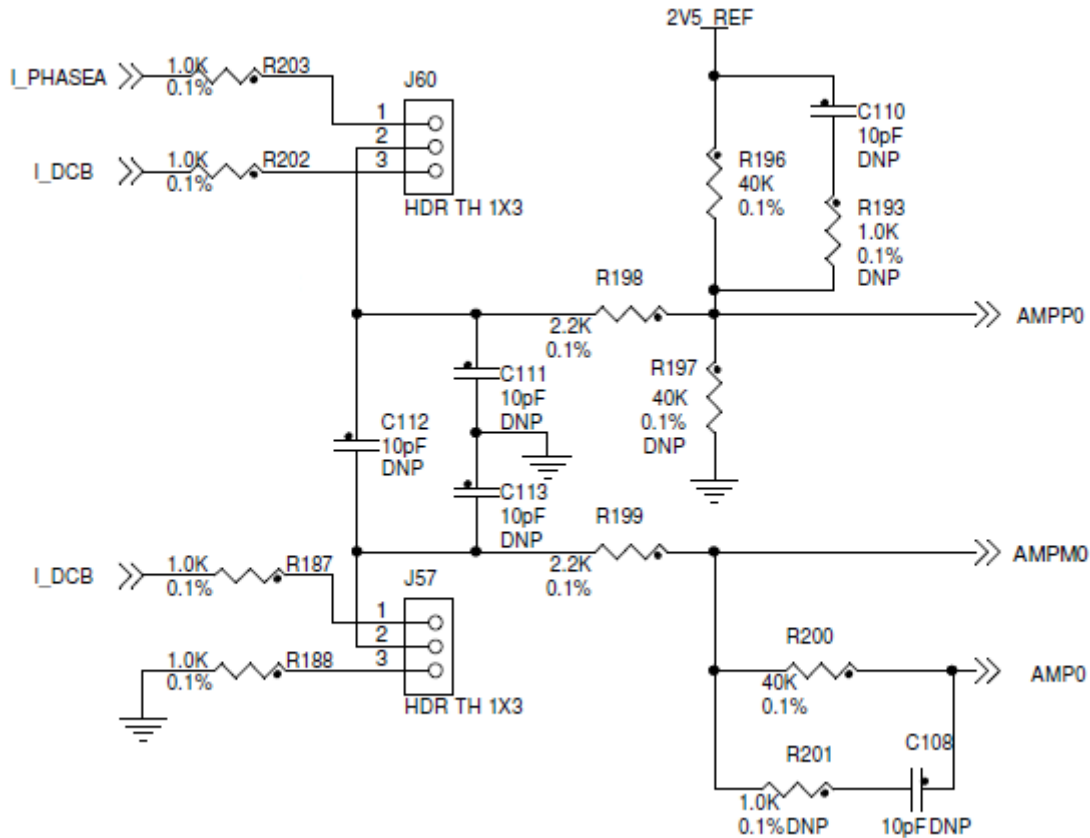 2V5_REF
I_PHASEA
1.0K
0.1%
R203
J60
1
2
3
HDR TH 1X3
I_DCB
1.0K
0.1%
R202
C110
10pF
DNP
R196
40K
0.1%
R193
1.0K
0.1%
DNP
R198
2.2K
0.1%
AMPP0
C111
10pF
DNP
R197
40K
0.1%
DNP
C112
10pF
DNP
C113
10pF
DNP
R199
2.2K
0.1%
AMPM0
I_DCB
1.0K
0.1%
R187
J57
1
2
3
HDR TH 1X3
1.0K
0.1%
R188
R200
40K
0.1%
AMP0
R201
1.0K
0.1% DNP
C108
10pF DNP